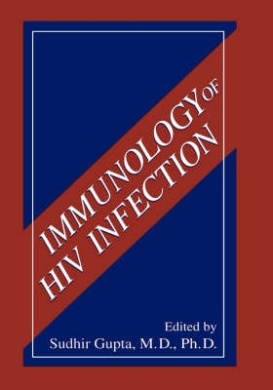 IMMUNOLOGY OF
HIV INFECTION
Edited by
Sudhir Gupta, M.D., Ph.D.